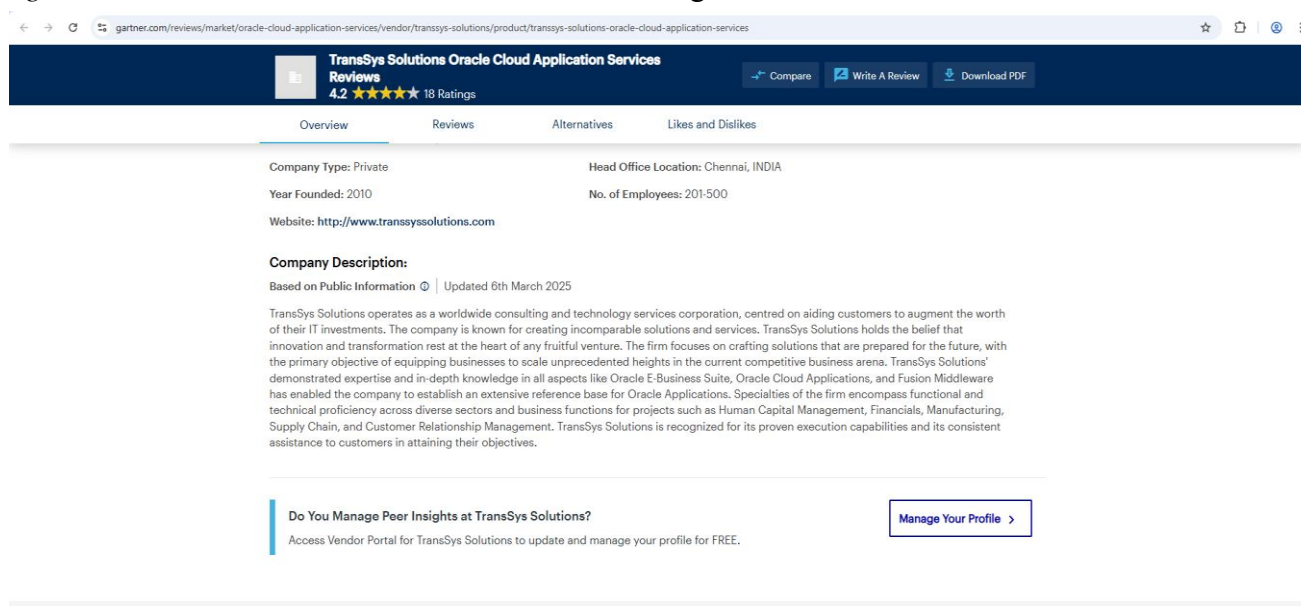 gartner.com/reviews/market/oracle-cloud-application-services/vendor/transsys-solutions/product/transsys-solutions-oracle-cloud-application-services
TransSys Solutions Oracle Cloud Application Services
Reviews
4.2 18 Ratings
Compare
Write A Review
Download PDF
Overview
Reviews
Alternatives
Likes and Dislikes
Company Type: Private
Head Office Location: Chennai, INDIA
Year Founded: 2010
No. of Employees: 201-500
Website: http://www.transsyssolutions.com
Company Description:
Based on Public Information | Updated 6th March 2025
TransSys Solutions operates as a worldwide consulting and technology services corporation, centred on aiding customers to augment the worth
of their IT investments. The company is known for creating incomparable solutions and services. TransSys Solutions holds the belief that
innovation and transformation rest at the heart of any fruitful venture. The firm focuses on crafting solutions that are prepared for the future, with
the primary objective of equipping businesses to scale unprecedented heights in the current competitive business arena. TransSys Solutions'
demonstrated expertise and in-depth knowledge in all aspects like Oracle E-Business Suite, Oracle Cloud Applications, and Fusion Middleware
has enabled the company to establish an extensive reference base for Oracle Applications. Specialties of the firm encompass functional and
technical proficiency across diverse sectors and business functions for projects such as Human Capital Management, Financials, Manufacturing,
Supply Chain, and Customer Relationship Management. TransSys Solutions is recognized for its proven execution capabilities and its consistent
assistance to customers in attaining their objectives.
Do You Manage Peer Insights at TransSys Solutions?
Access Vendor Portal for TransSys Solutions to update and manage your profile for FREE.
Manage Your Profile >